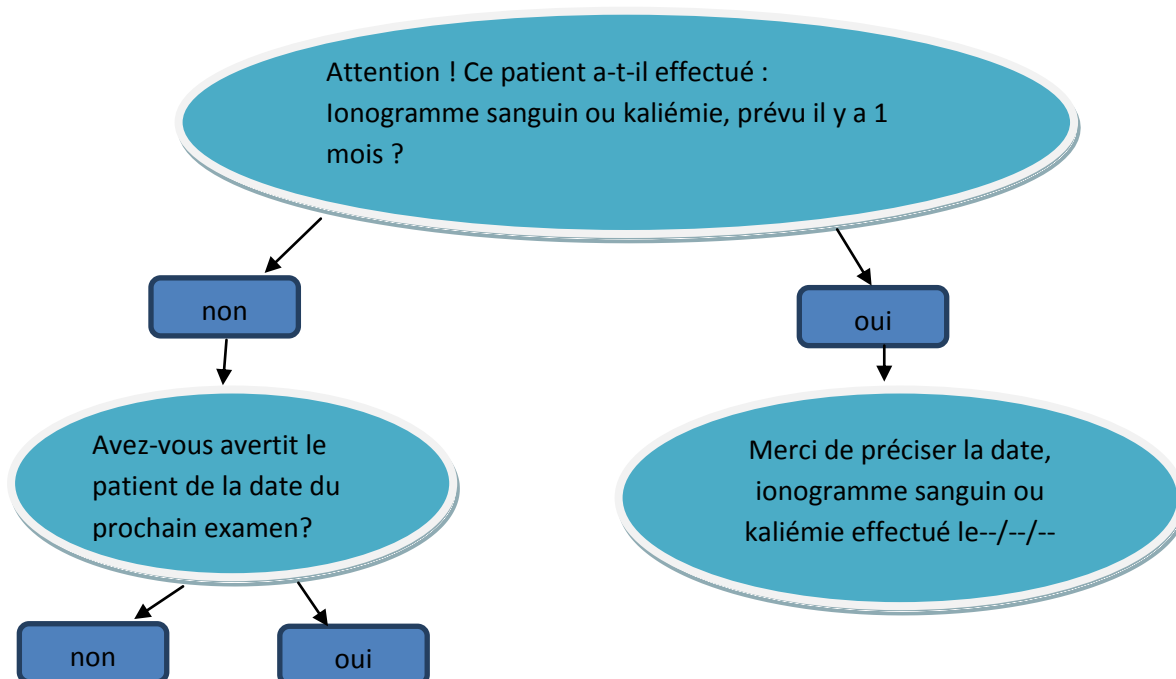 Attention ! Ce patient a-t-il effectué :
Ionogramme sanguin ou kaliémie, prévu il y a 1
mois ?
non
oui
Avez-vous avertit le
patient de la date du
prochain examen?
Merci de préciser la date,
ionogramme sanguin ou
kaliémie effectué le--/--/--
non
oui